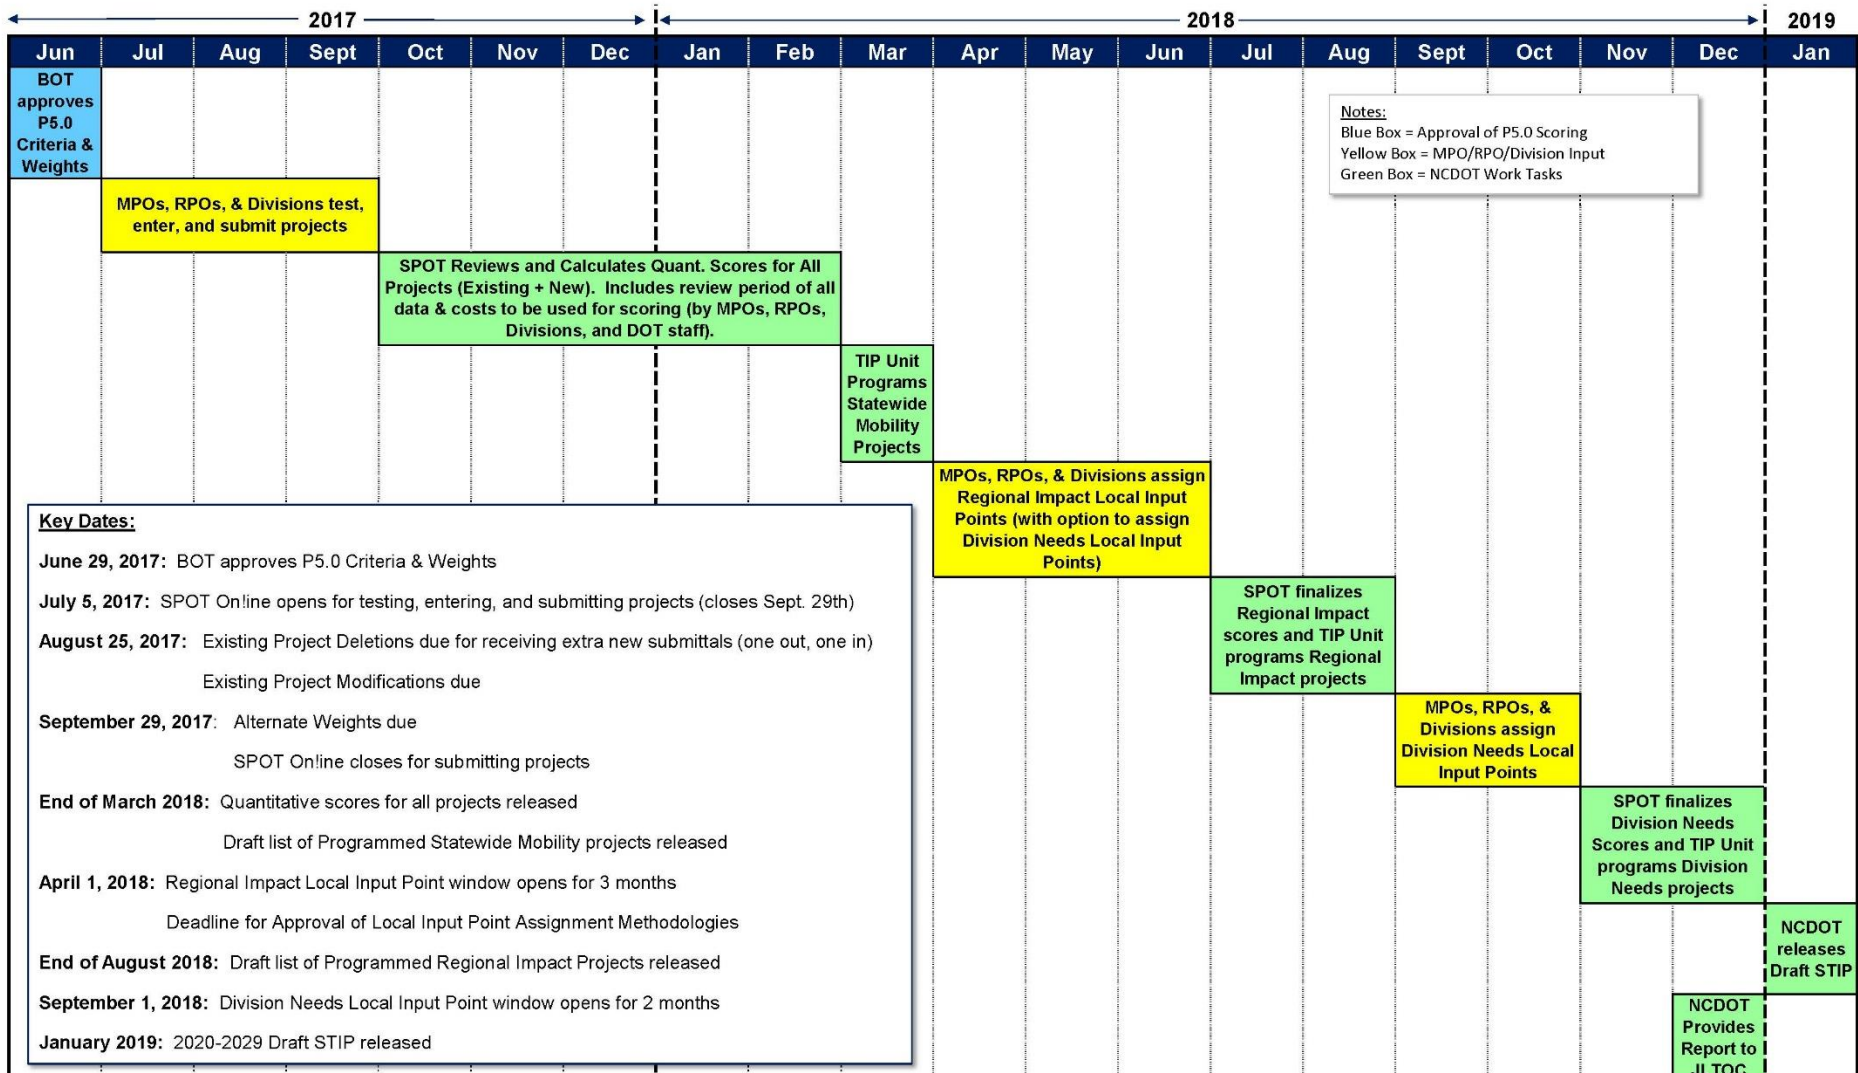 2017
2018
2019
Jun Jul Aug Sept Oct Nov Dec Jan Feb Mar Apr May Jun Jul Aug Sept Oct Nov Dec Jan
BOT
approves
P5.0
Criteria &
Weights
Notes:
Blue Box = Approval of P5.0 Scoring
Yellow Box = MPO/RPO/Division Input
Green Box = NCDOT Work Tasks
MPOs, RPOs, & Divisions test,
enter, and submit projects
SPOT Reviews and Calculates Quant. Scores for All
Projects (Existing + New). Includes review period of all
data & costs to be used for scoring (by MPOs, RPOs,
Divisions, and DOT staff).
TIP Unit
Programs
Statewide
Mobility
Projects
MPOs, RPOs, & Divisions assign
Regional Impact Local Input
Points (with option to assign
Division Needs Local Input
Points)
SPOT finalizes
Regional Impact
scores and TIP Unit
programs Regional
Impact projects
MPOs, RPOs, &
Divisions assign
Division Needs Local
Input Points
SPOT finalizes
Division Needs
Scores and TIP Unit
programs Division
Needs projects
NCDOT
releases
Draft STIP
NCDOT
Provides
Report to
JLTOC
Key Dates:
June 29, 2017: BOT approves P5.0 Criteria & Weights
July 5, 2017: SPOT On!ine opens for testing, entering, and submitting projects (closes Sept. 29th)
August 25, 2017: Existing Project Deletions due for receiving extra new submittals (one out, one in)
Existing Project Modifications due
September 29, 2017: Alternate Weights due
SPOT On!ine closes for submitting projects
End of March 2018: Quantitative scores for all projects released
Draft list of Programmed Statewide Mobility projects released
April 1, 2018: Regional Impact Local Input Point window opens for 3 months
Deadline for Approval of Local Input Point Assignment Methodologies
End of August 2018: Draft list of Programmed Regional Impact Projects released
September 1, 2018: Division Needs Local Input Point window opens for 2 months
January 2019: 2020-2029 Draft STIP released